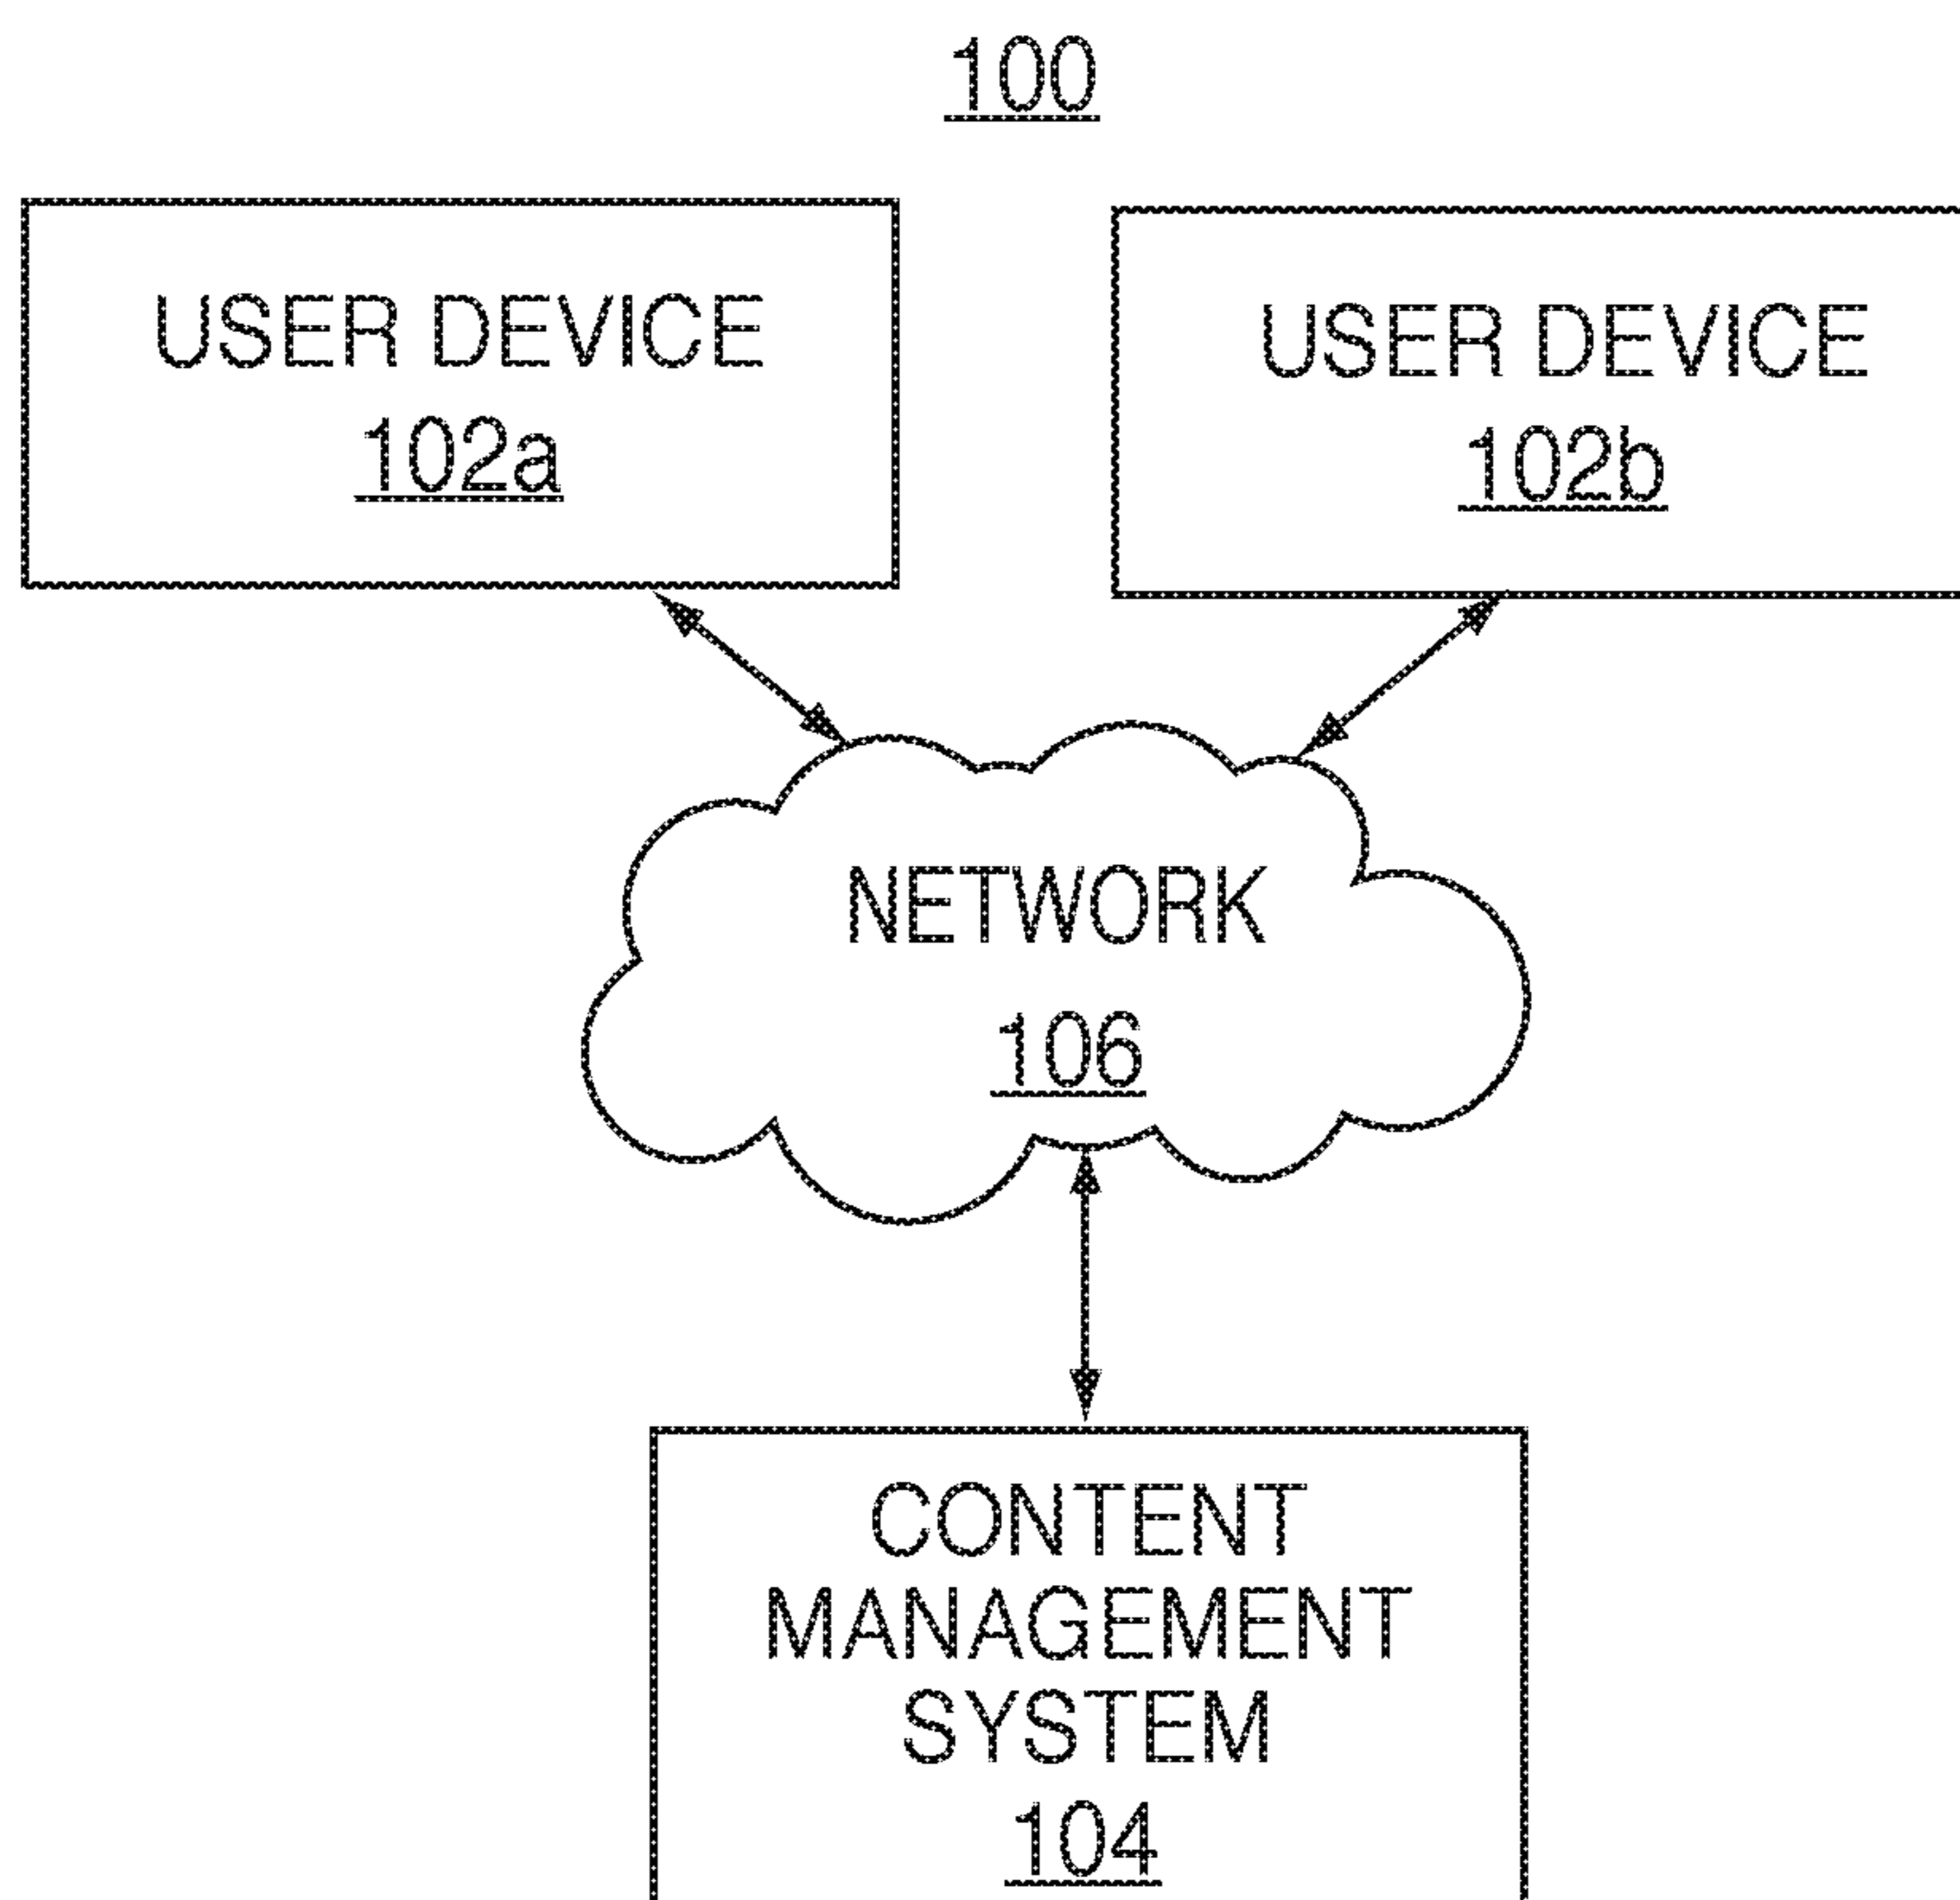 100
USER DEVICE
102a
USER DEVICE
102b
NETWORK
106
CONTENT
MANAGEMENT
SYSTEM
104